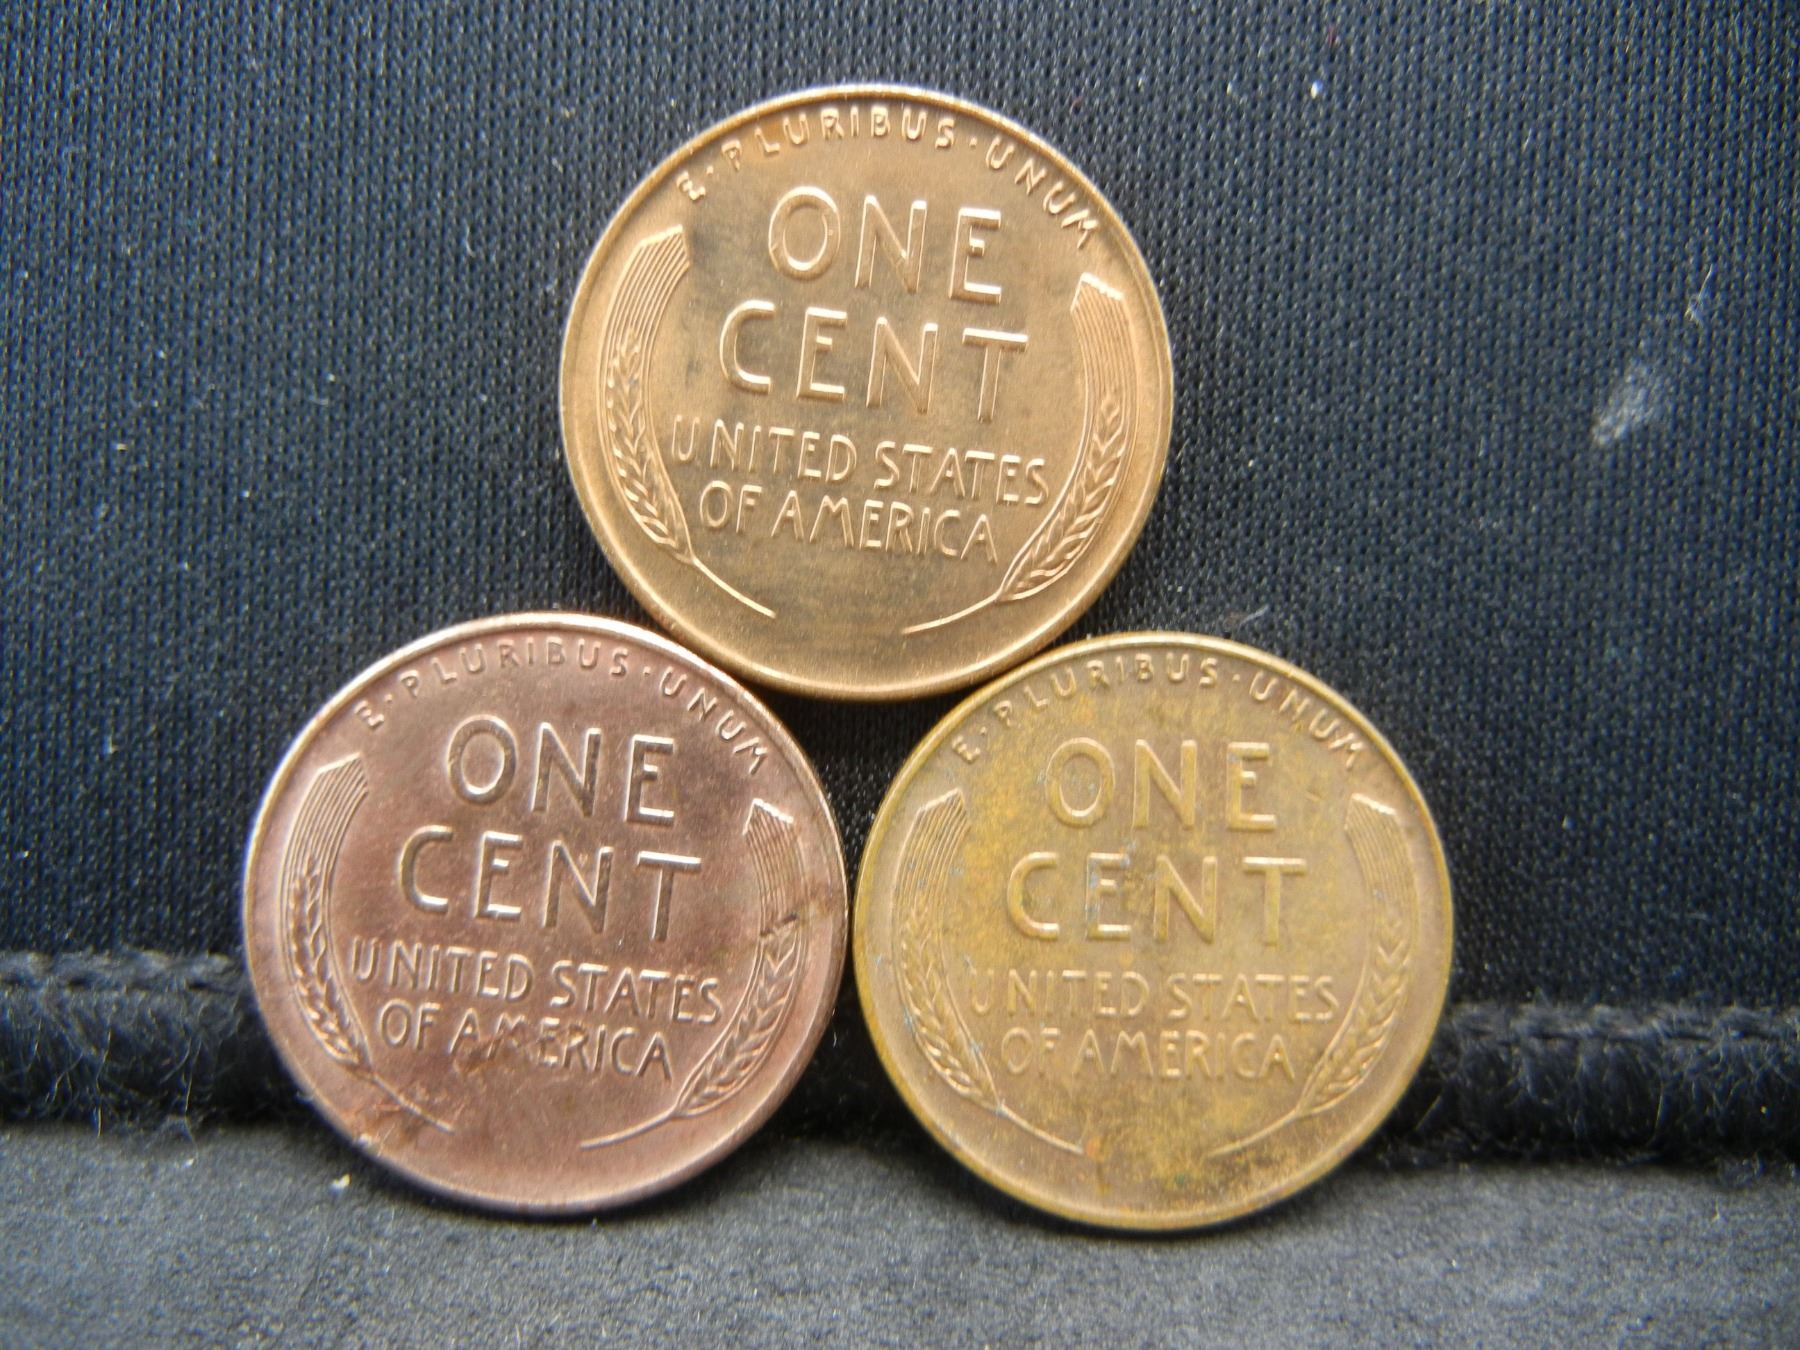 E·PLURIBUS·UNUM
ONE
CENT
UNITED STATES
OF AMERICA
E·PLURIBUS·UNUM
ONE
CENT
UNITED STATES
OF AMERICA
E·PLURIBUS·UNUM
ONE
CENT
UNITED STATES
OF AMERICA